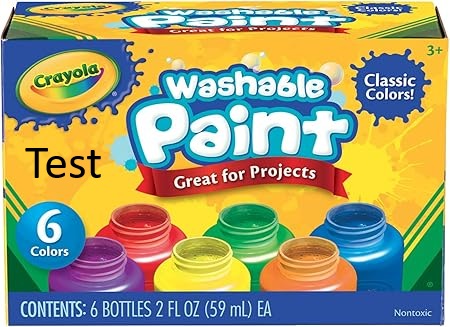 Crayola
Washable
Paint
Great for Projects
Classic
Colors!
3+
Test
6
Colors
CONTENTS: 6 BOTTLES 2 FL OZ (59 mL) EA
Nontoxic